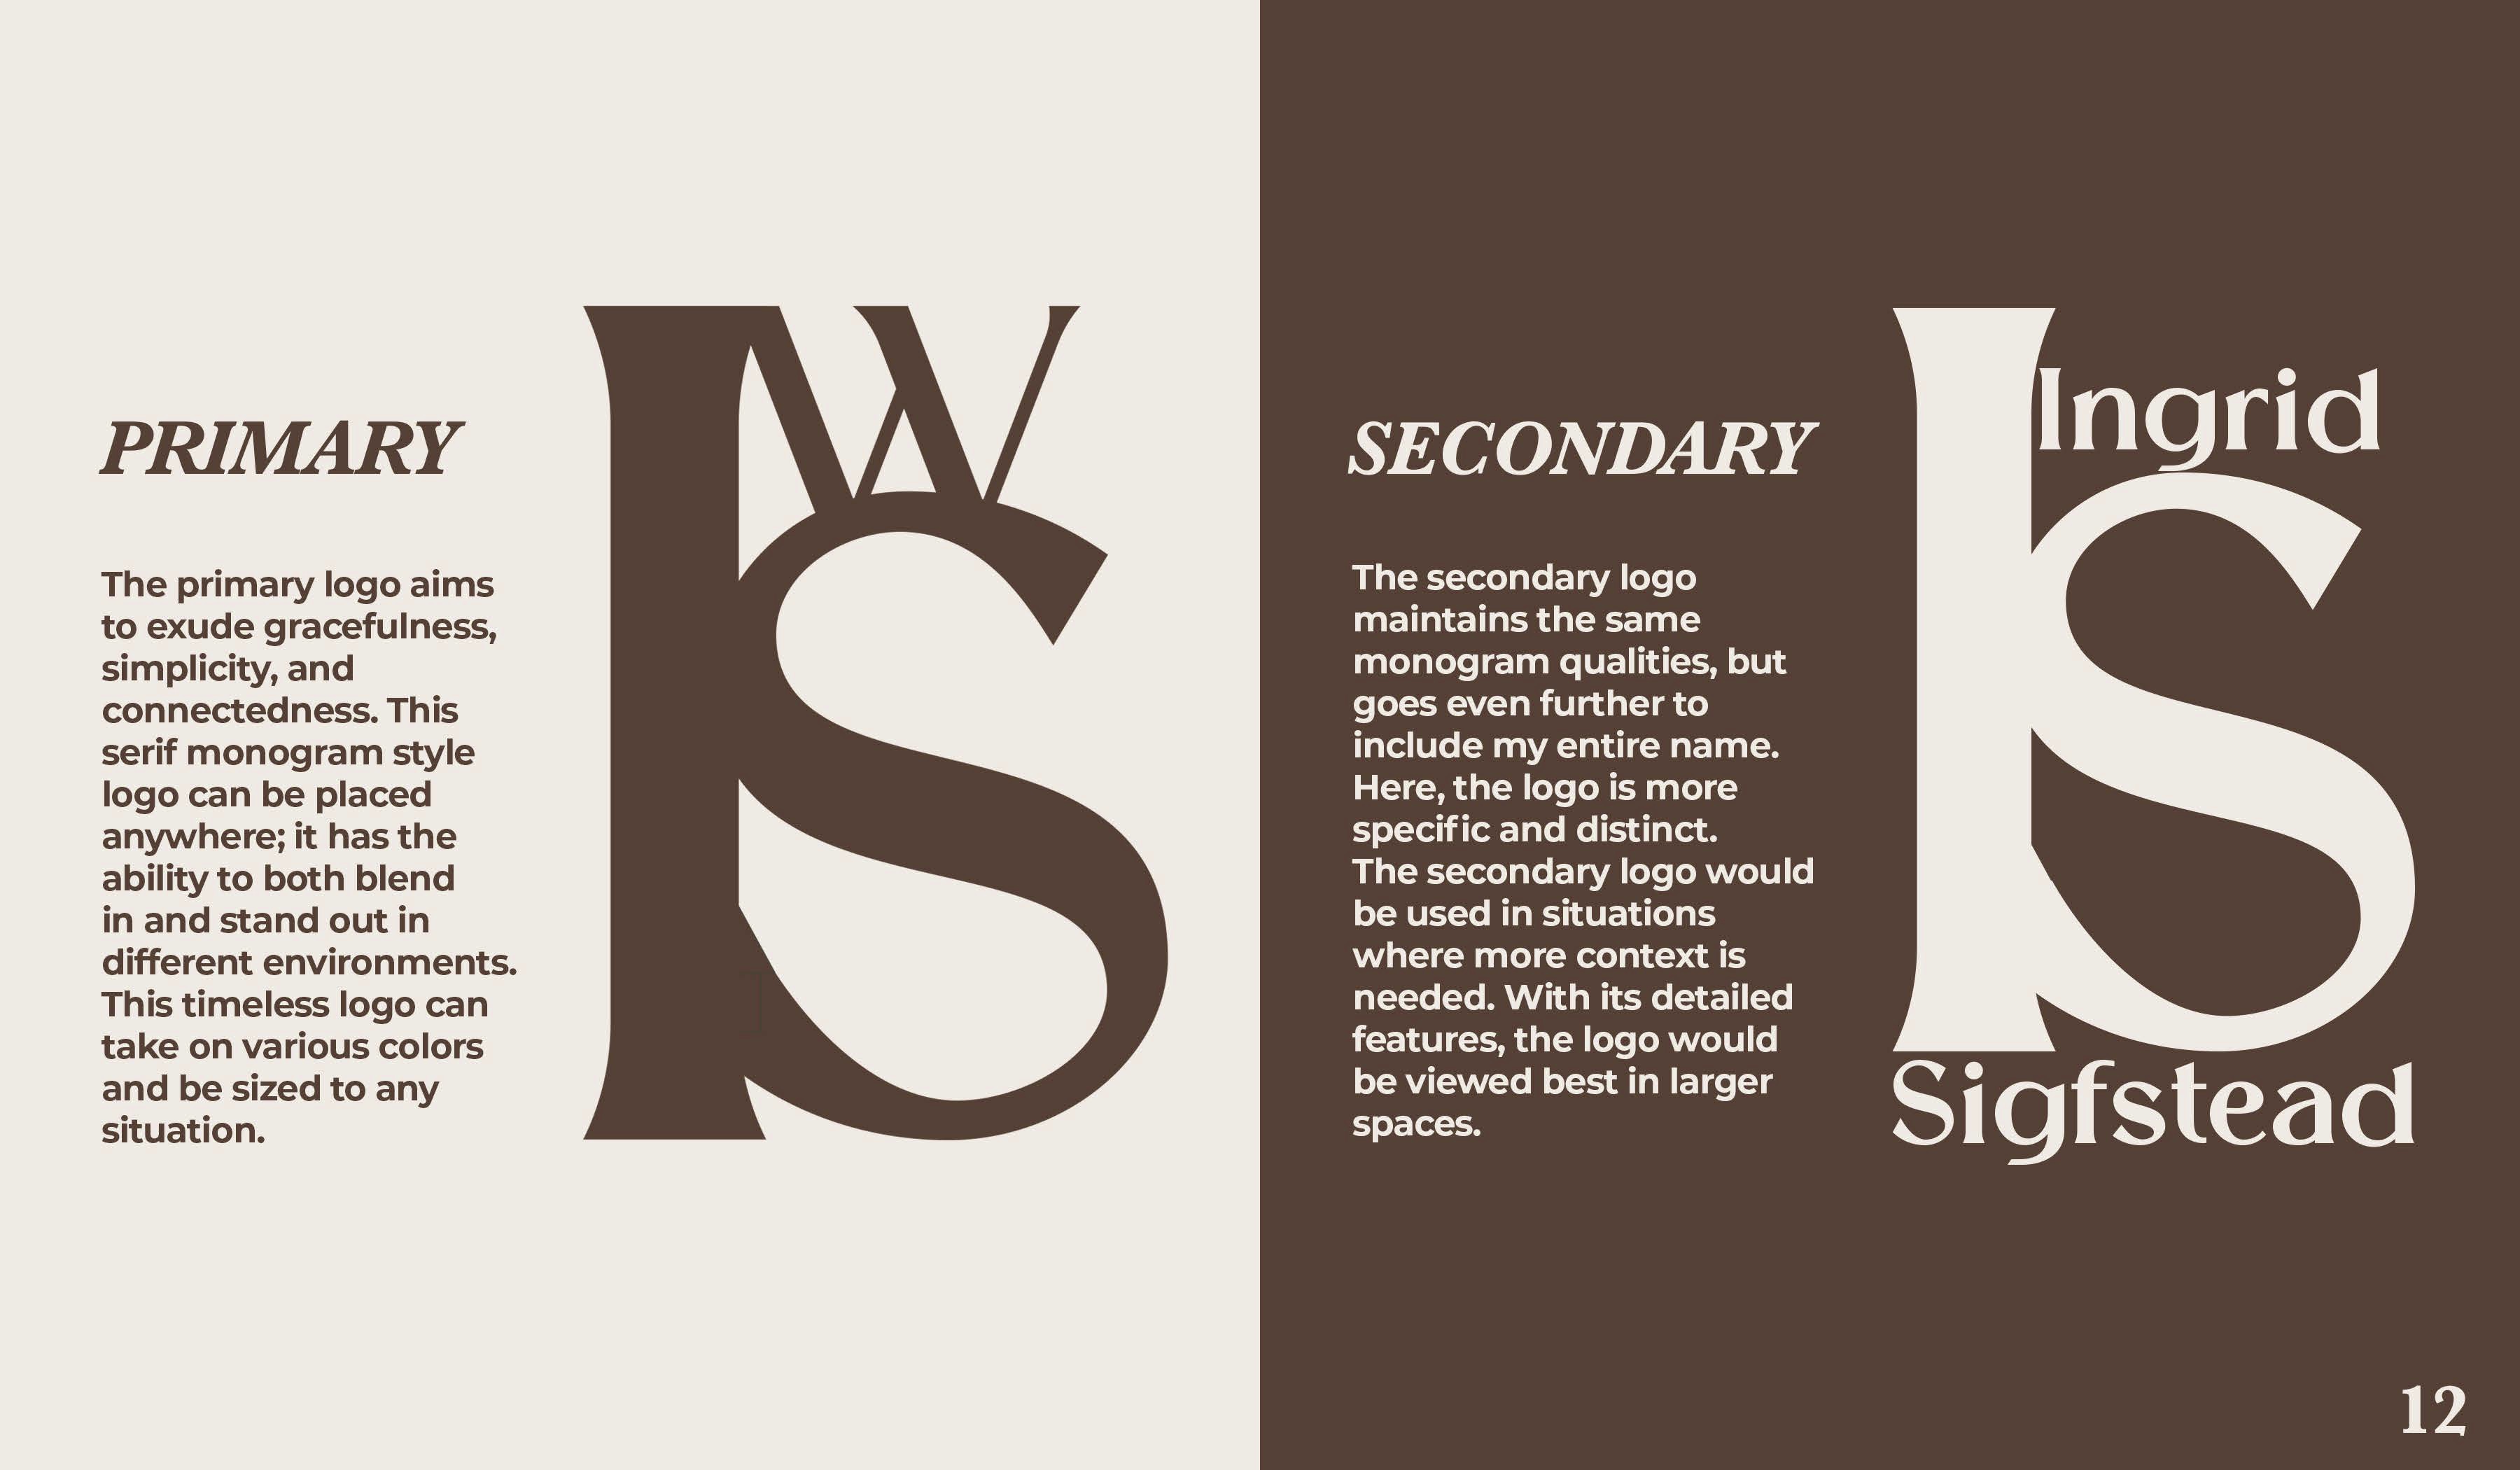 PRIMARY
The primary logo aims
to exude gracefulness,
simplicity, and
connectedness. This
serif monogram style
logo can be placed
anywhere; it has the
ability to both blend
in and stand out in
different environments.
This timeless logo can
take on various colors
and be sized to any
situation.
IWS
SECONDARY
The secondary logo
maintains the same
monogram qualities, but
goes even further to
include my entire name.
Here, the logo is more
specific and distinct.
The secondary logo would
be used in situations
where more context is
needed. With its detailed
features, the logo would
be viewed best in larger
spaces.
IS
Ingrid
Sigfstead
12